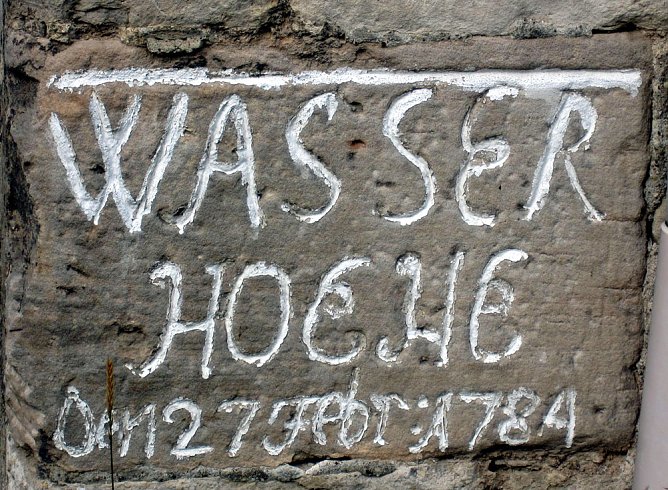 WASSER
HOEHE
Den 27 Febr: 1784